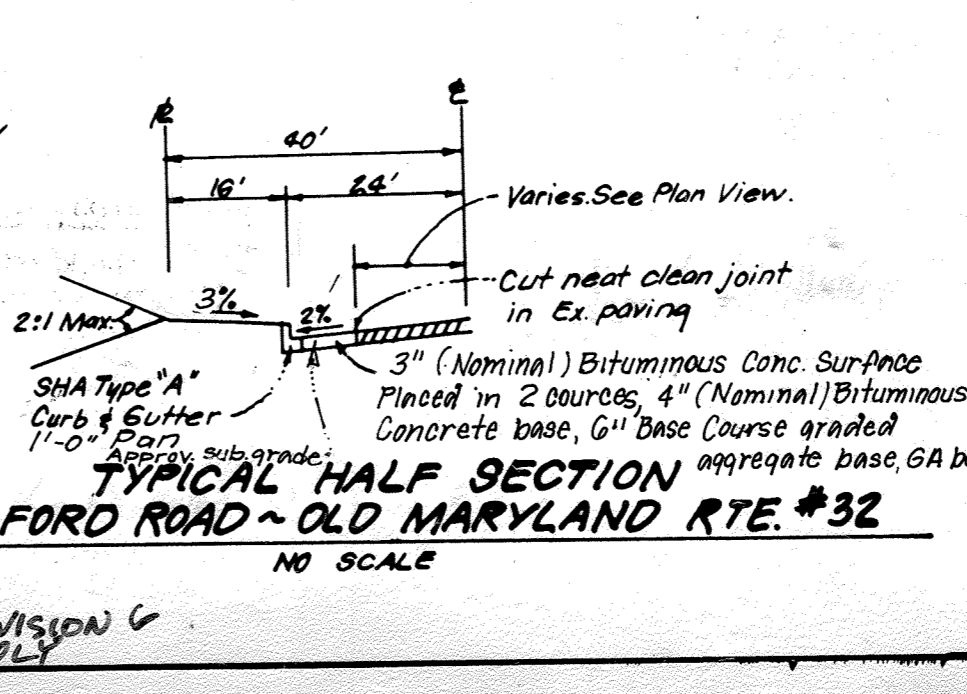 ℞ ℄
40'
16' 24'
Varies. See Plan View.
Cut neat clean joint
in Ex. paving
3% 2%
2:1 Max.
3" (Nominal) Bituminous Conc. Surface
Placed in 2 cources, 4" (Nominal) Bituminous
Concrete base, 6" Base Course graded
aggregate base, GA b
SHA Type "A"
Curb & Gutter
1'-0" Pan
Approv. sub.grade
TYPICAL HALF SECTION
FORD ROAD ~ OLD MARYLAND RTE. #32
NO SCALE
VISION 6
PLY